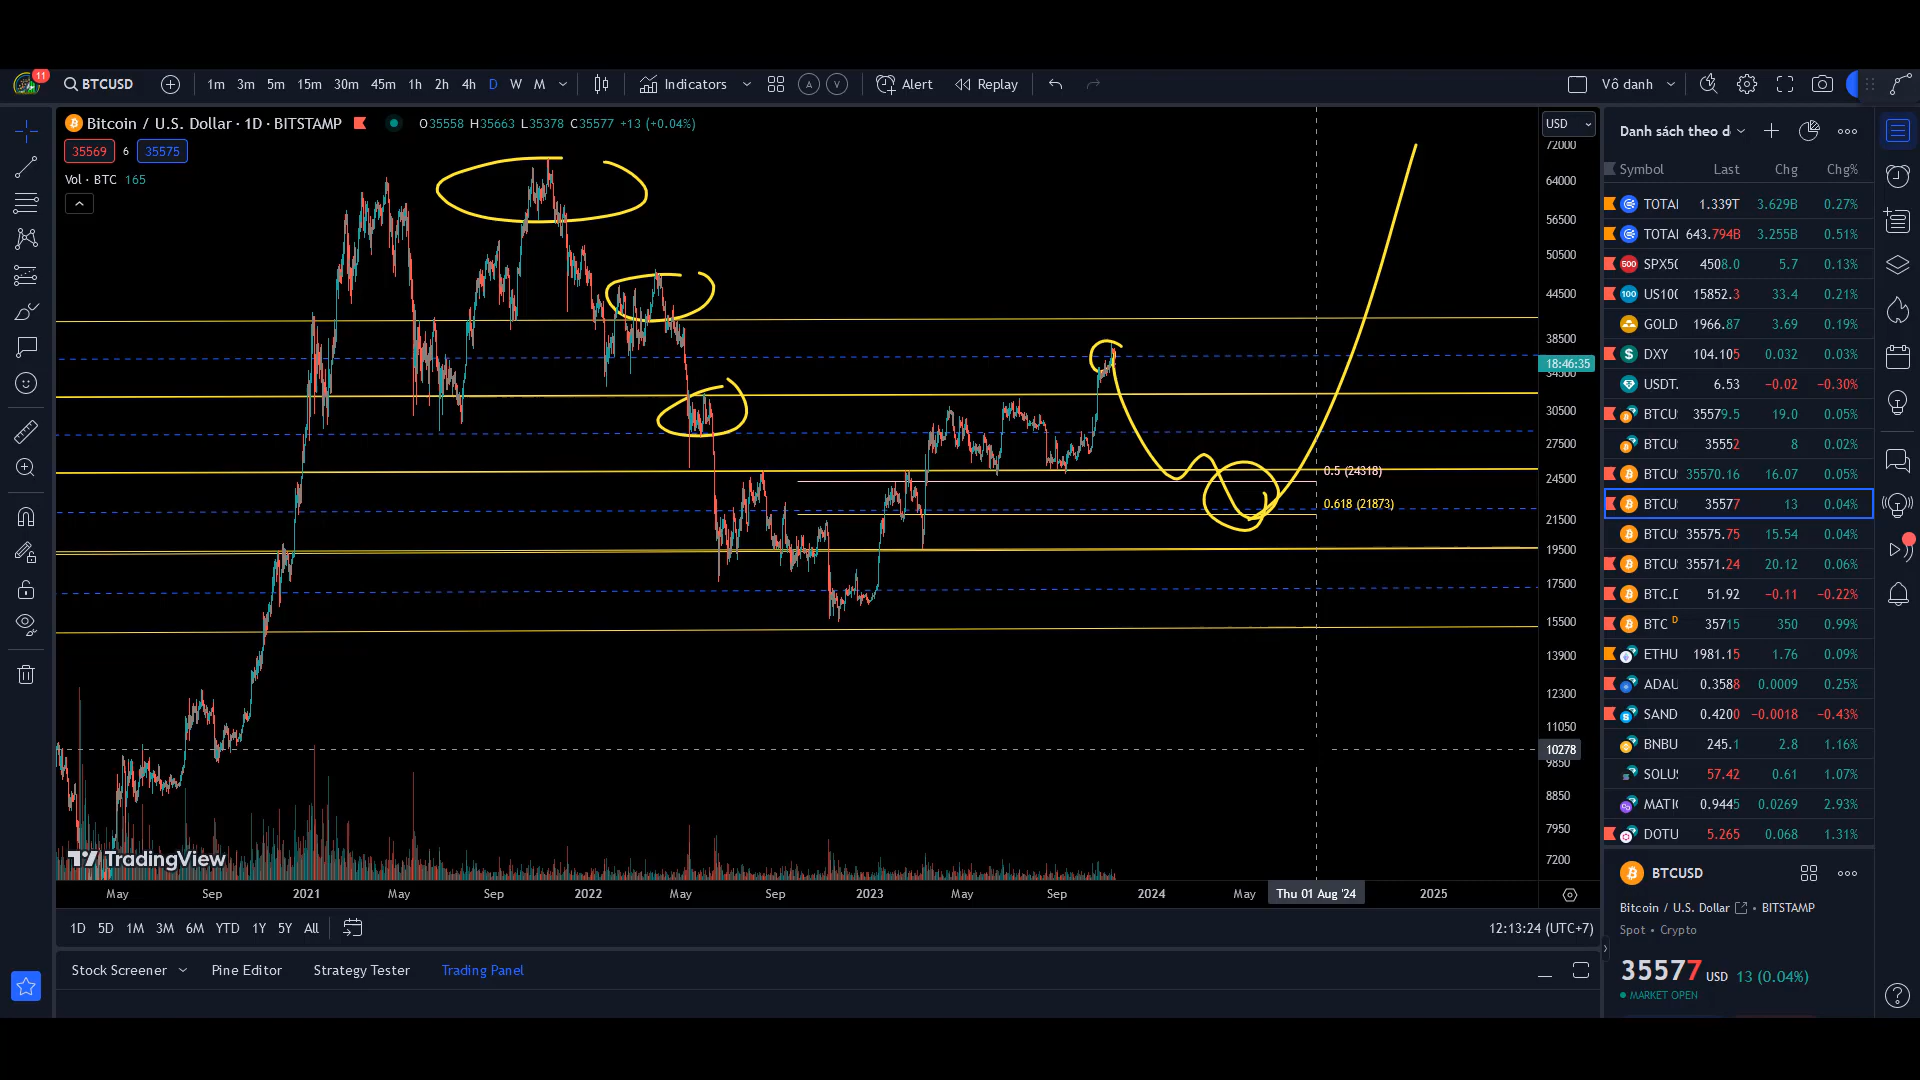 11
BTCUSD
1m 3m 5m 15m 30m 45m 1h 2h 4h D W M
Indicators
A V
Alert
Replay
Vô danh
Bitcoin / U.S. Dollar · 1D · BITSTAMP
O35558 H35663 L35378 C35577 +13 (+0.04%)
35569 6 35575
Vol · BTC 165
USD
72000
64000
56500
50500
44500
38500
18:46:35
34500
30500
27500
24500
21500
19500
17500
15500
13900
12300
11050
10278
9850
8850
7950
7200
0.5 (24318)
0.618 (21873)
TradingView
May Sep 2021 May Sep 2022 May Sep 2023 May Sep 2024 May Thu 01 Aug '24 2025
1D 5D 1M 3M 6M YTD 1Y 5Y All
12:13:24 (UTC+7)
Stock Screener Pine Editor Strategy Tester Trading Panel
Danh sách theo d
Symbol Last Chg Chg%
TOTAL 1.339T 3.629B 0.27%
TOTAL 643.794B 3.255B 0.51%
500 SPX50 4508.0 5.7 0.13%
100 US100 15852.3 33.4 0.21%
GOLD 1966.87 3.69 0.19%
DXY 104.105 0.032 0.03%
USDT. 6.53 −0.02 −0.30%
BTCU 35579.5 19.0 0.05%
BTCU 35552 8 0.02%
BTCU 35570.16 16.07 0.05%
BTCU 35577 13 0.04%
BTCU 35575.75 15.54 0.04%
BTCU 35571.24 20.12 0.06%
BTC.D 51.92 −0.11 −0.22%
BTC D 35715 350 0.99%
ETHU 1981.15 1.76 0.09%
ADAU 0.3588 0.0009 0.25%
SAND 0.4200 −0.0018 −0.43%
BNBU 245.1 2.8 1.16%
SOLU 57.42 0.61 1.07%
MATI 0.9445 0.0269 2.93%
DOTU 5.265 0.068 1.31%
BTCUSD
Bitcoin / U.S. Dollar • BITSTAMP
Spot • Crypto
35577 USD 13 (0.04%)
MARKET OPEN